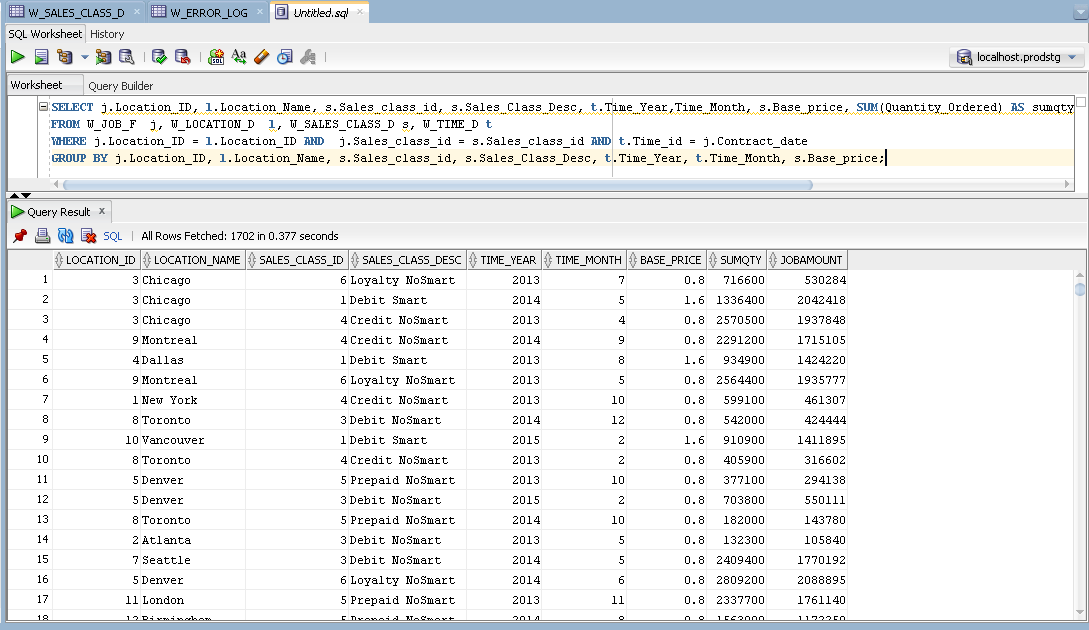 W_SALES_CLASS_D × W_ERROR_LOG × Untitled.sql ×
SQL Worksheet History
localhost.prodstg
Worksheet Query Builder
SELECT j.Location_ID, l.Location_Name, s.Sales_class_id, s.Sales_Class_Desc, t.Time_Year,Time_Month, s.Base_price, SUM(Quantity_Ordered) AS sumqty
FROM W_JOB_F j, W_LOCATION_D l, W_SALES_CLASS_D s, W_TIME_D t
WHERE j.Location_ID = l.Location_ID AND j.Sales_class_id = s.Sales_class_id AND t.Time_id = j.Contract_date
GROUP BY j.Location_ID, l.Location_Name, s.Sales_class_id, s.Sales_Class_Desc, t.Time_Year, t.Time_Month, s.Base_price;
Query Result ×
SQL | All Rows Fetched: 1702 in 0.377 seconds
LOCATION_ID LOCATION_NAME SALES_CLASS_ID SALES_CLASS_DESC TIME_YEAR TIME_MONTH BASE_PRICE SUMQTY JOBAMOUNT
1 3 Chicago 6 Loyalty NoSmart 2013 7 0.8 716600 530284
2 3 Chicago 1 Debit Smart 2014 5 1.6 1336400 2042418
3 3 Chicago 4 Credit NoSmart 2013 4 0.8 2570500 1937848
4 9 Montreal 4 Credit NoSmart 2014 9 0.8 2291200 1715105
5 4 Dallas 1 Debit Smart 2013 8 1.6 934900 1424220
6 9 Montreal 6 Loyalty NoSmart 2013 5 0.8 2564400 1935777
7 1 New York 4 Credit NoSmart 2013 10 0.8 599100 461307
8 8 Toronto 3 Debit NoSmart 2014 12 0.8 542000 424444
9 10 Vancouver 1 Debit Smart 2015 2 1.6 910900 1411895
10 8 Toronto 4 Credit NoSmart 2013 2 0.8 405900 316602
11 5 Denver 5 Prepaid NoSmart 2013 10 0.8 377100 294138
12 5 Denver 3 Debit NoSmart 2015 2 0.8 703800 550111
13 8 Toronto 5 Prepaid NoSmart 2014 10 0.8 182000 143780
14 2 Atlanta 3 Debit NoSmart 2013 5 0.8 132300 105840
15 7 Seattle 3 Debit NoSmart 2014 5 0.8 2409400 1770192
16 5 Denver 6 Loyalty NoSmart 2014 6 0.8 2809200 2088895
17 11 London 5 Prepaid NoSmart 2013 11 0.8 2337700 1761140
18 12 Birmingham 5 Prepaid NoSmart 2014 8 0.8